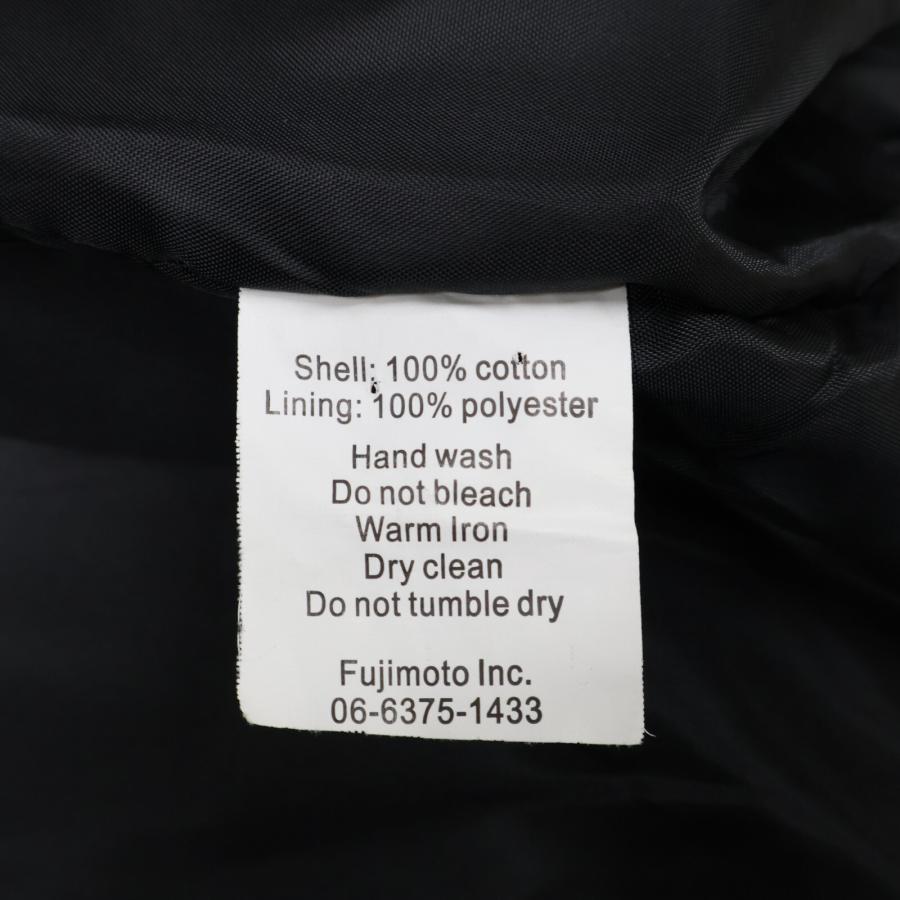 Shell: 100% cotton
Lining: 100% polyester
Hand wash
Do not bleach
Warm Iron
Dry clean
Do not tumble dry
Fujimoto Inc.
06-6375-1433